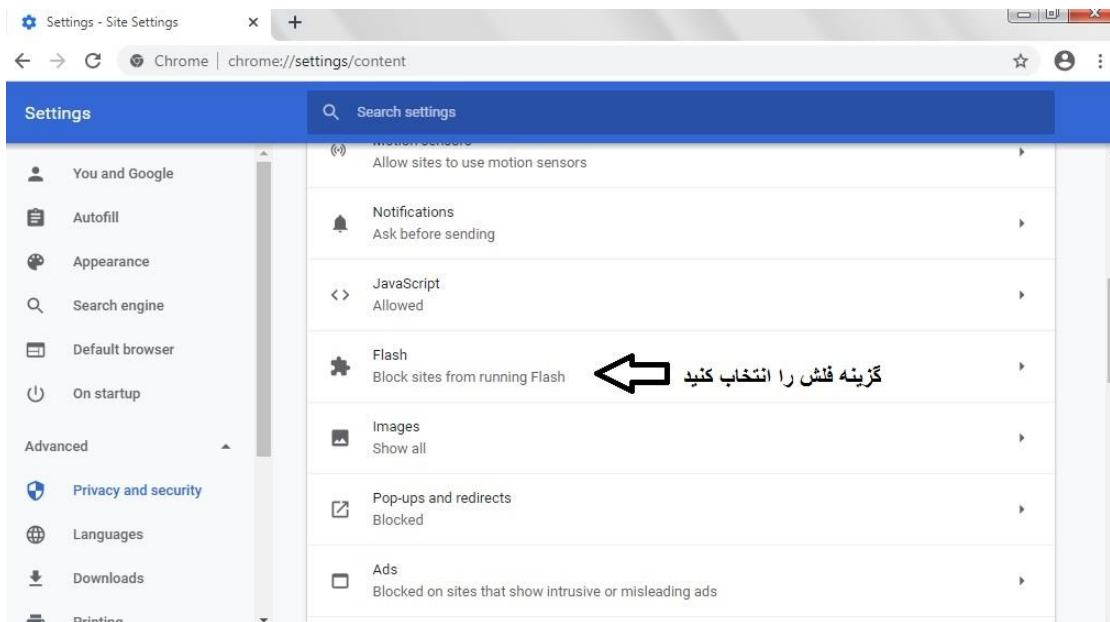 Settings - Site Settings
Chrome | chrome://settings/content
Settings
Search settings
You and Google
Autofill
Appearance
Search engine
Default browser
On startup
Advanced
Privacy and security
Languages
Downloads
Printing
Motion sensors
Allow sites to use motion sensors
Notifications
Ask before sending
JavaScript
Allowed
Flash
Block sites from running Flash
گزینه فلش را انتخاب کنید
Images
Show all
Pop-ups and redirects
Blocked
Ads
Blocked on sites that show intrusive or misleading ads